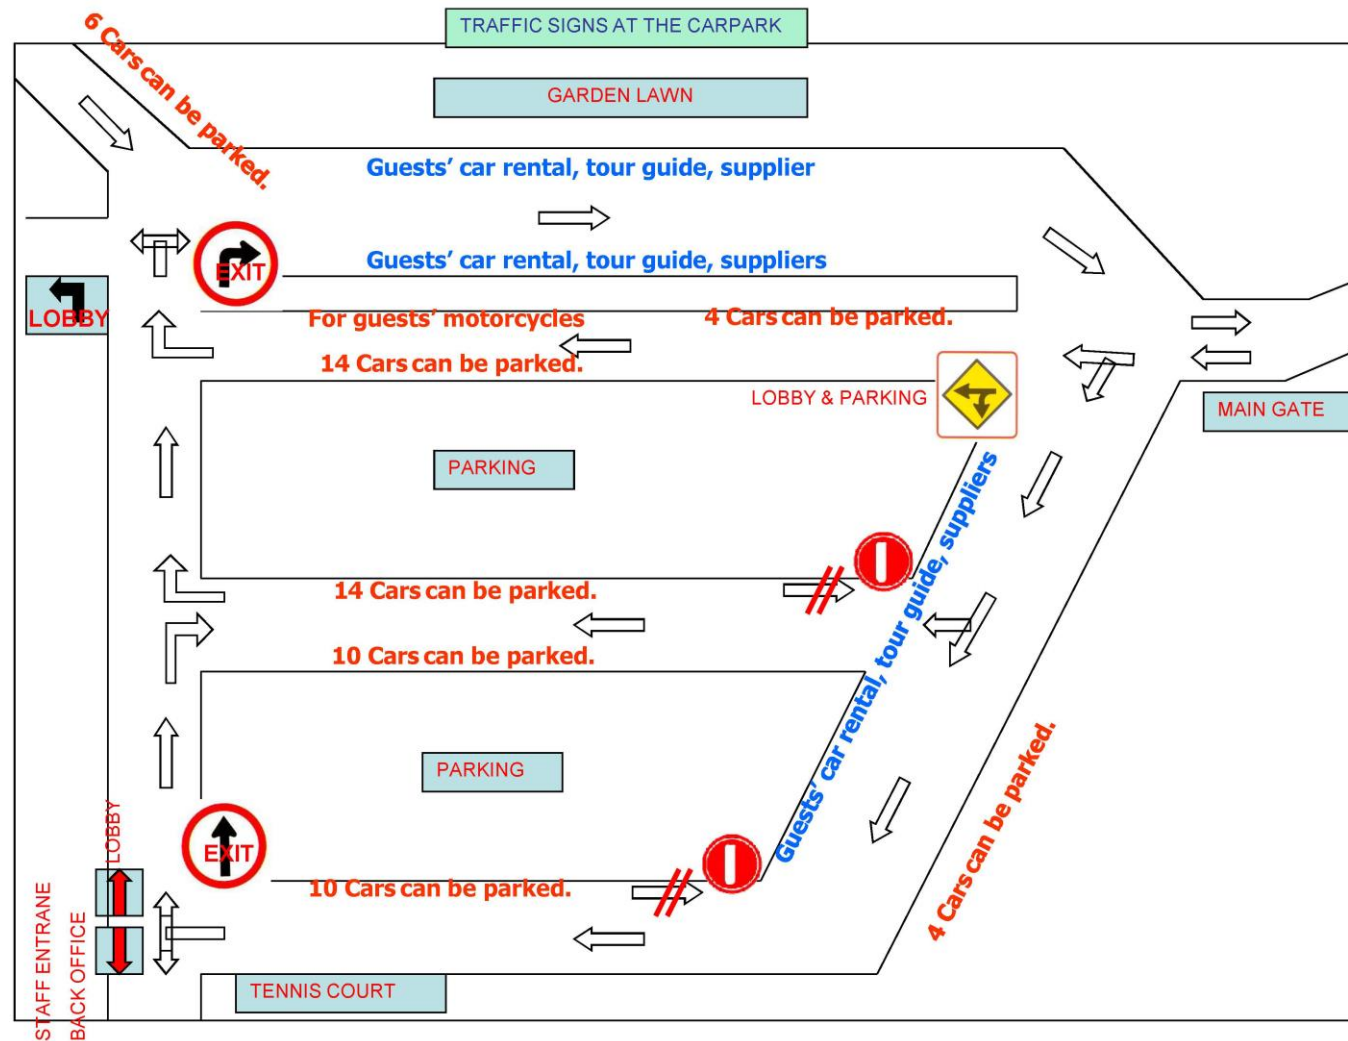 TRAFFIC SIGNS AT THE CARPARK
6 Cars can be parked.
GARDEN LAWN
Guests' car rental, tour guide, supplier
EXIT
Guests' car rental, tour guide, suppliers
LOBBY
For guests' motorcycles
4 Cars can be parked.
14 Cars can be parked.
LOBBY & PARKING
MAIN GATE
PARKING
Guests' car rental, tour guide, suppliers
14 Cars can be parked.
10 Cars can be parked.
PARKING
4 Cars can be parked.
LOBBY
EXIT
10 Cars can be parked.
STAFF ENTRANE
BACK OFFICE
TENNIS COURT